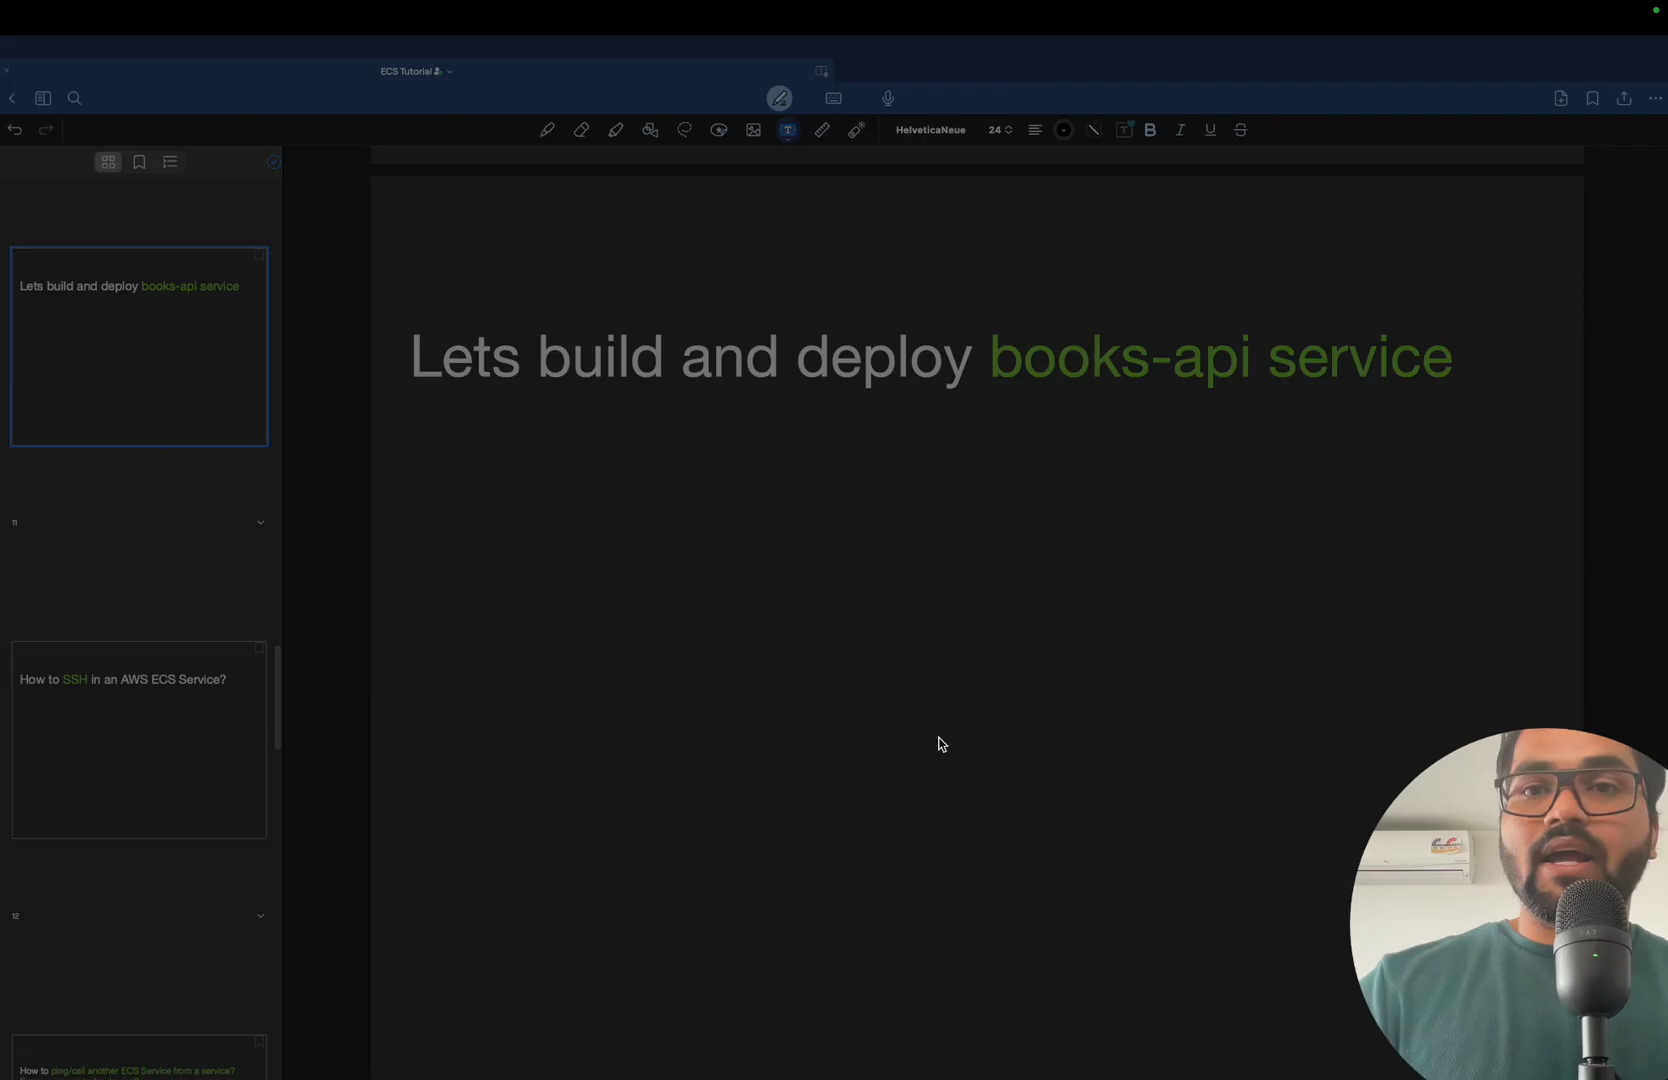 ECS Tutorial
HelveticaNeue
24
Lets build and deploy books-api service
11
How to SSH in an AWS ECS Service?
12
How to ping/call another ECS Service from a service?
Lets build and deploy books-api service